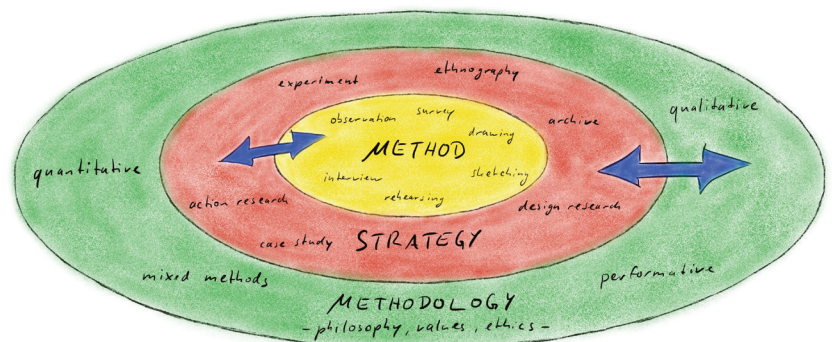 experiment
ethnography
archive
qualitative
quantitative
observation
survey
drawing
METHOD
interview
sketching
rehearsing
action research
design research
case study
STRATEGY
mixed methods
performative
METHODOLOGY
- philosophy, values, ethics -